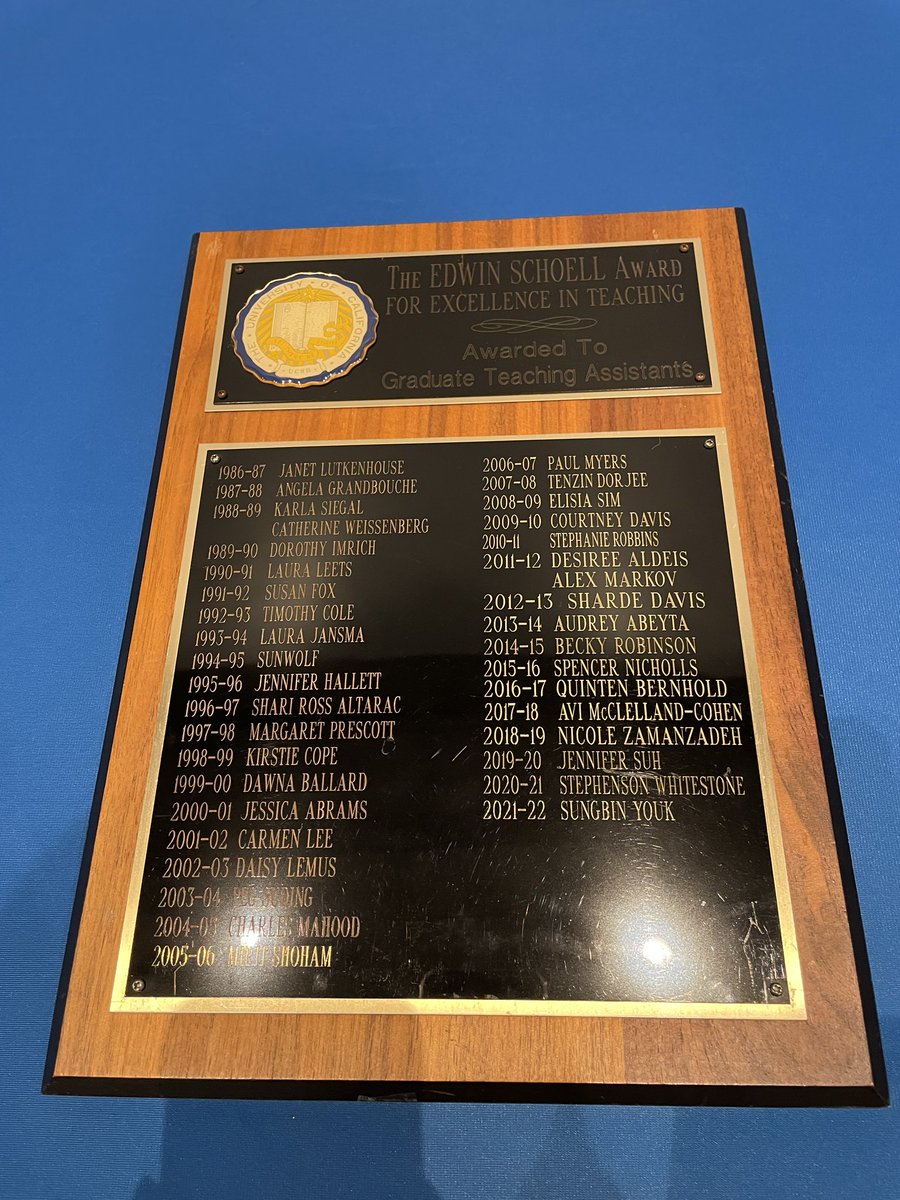 THE UNIVERSITY OF CALIFORNIA
UCSB
THE EDWIN SCHOELL AWARD
FOR EXCELLENCE IN TEACHING
Awarded To
Graduate Teaching Assistants
1986-87 JANET LUTKENHOUSE
1987-88 ANGELA GRANDBOUCHE
1988-89 KARLA SIEGAL
CATHERINE WEISSENBERG
1989-90 DOROTHY IMRICH
1990-91 LAURA LEETS
1991-92 SUSAN FOX
1992-93 TIMOTHY COLE
1993-94 LAURA JANSMA
1994-95 SUNWOLF
1995-96 JENNIFER HALLETT
1996-97 SHARI ROSS ALTARAC
1997-98 MARGARET PRESCOTT
1998-99 KIRSTIE COPE
1999-00 DAWNA BALLARD
2000-01 JESSICA ABRAMS
2001-02 CARMEN LEE
2002-03 DAISY LEMUS
2003-04
2004-05 CHARLES MAHOOD
2005-06 SHOHAM
2006-07 PAUL MYERS
2007-08 TENZIN DORJEE
2008-09 ELISIA SIM
2009-10 COURTNEY DAVIS
2010-11 STEPHANIE ROBBINS
2011-12 DESIREE ALDEIS
ALEX MARKOV
2012-13 SHARDE DAVIS
2013-14 AUDREY ABEYTA
2014-15 BECKY ROBINSON
2015-16 SPENCER NICHOLLS
2016-17 QUINTEN BERNHOLD
2017-18 AVI McCLELLAND-COHEN
2018-19 NICOLE ZAMANZADEH
2019-20 JENNIFER SUH
2020-21 STEPHENSON WHITESTONE
2021-22 SUNGBIN YOUK